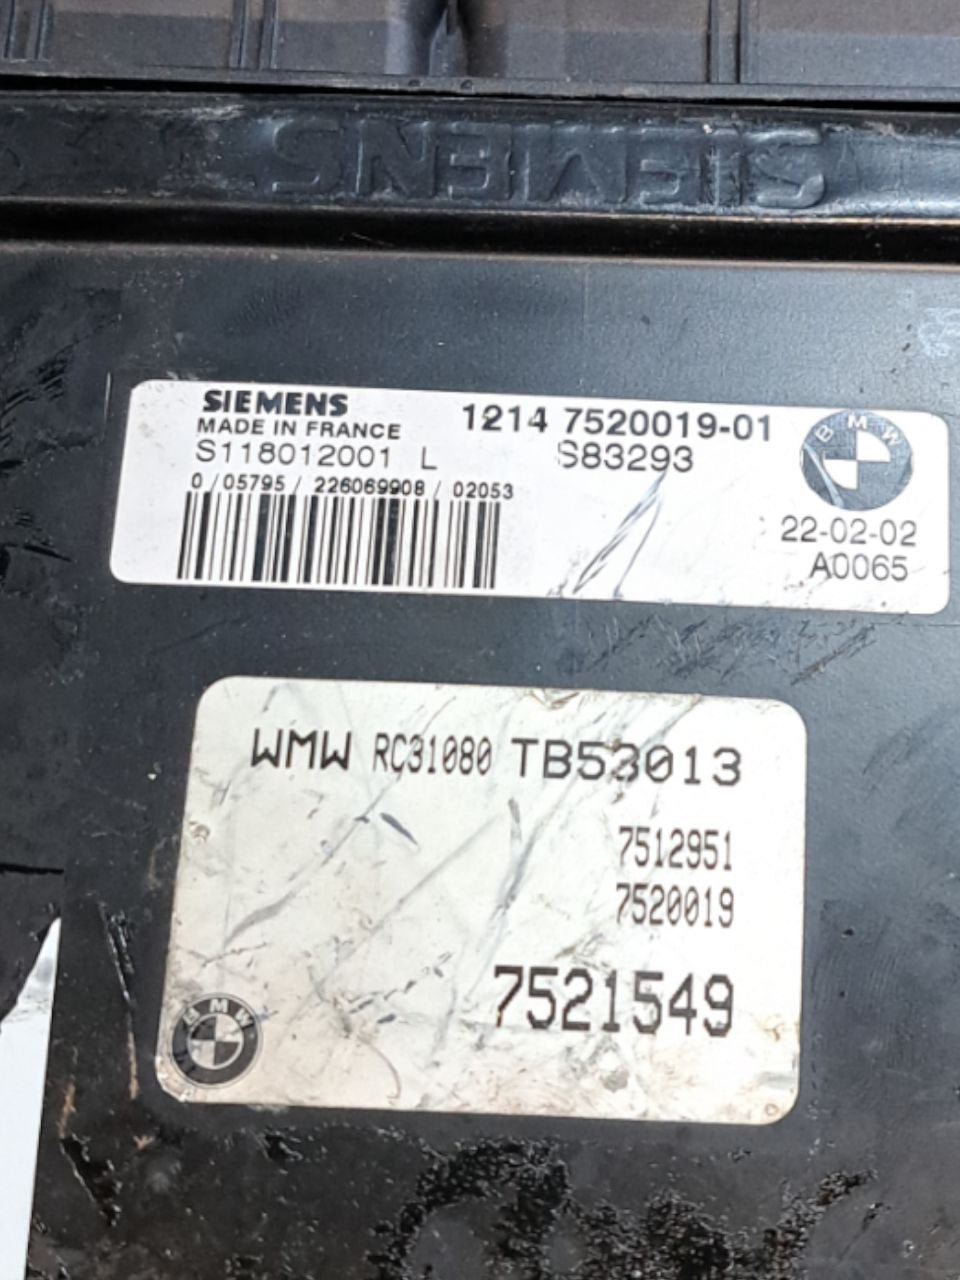 SIEMENS
SIEMENS
MADE IN FRANCE
S118012001 L
0/05795/226069908/02053
1214 7520019-01
S83293
BMW
22-02-02
A0065
WMW RC31080 TB53013
7512951
7520019
7521549
BMW